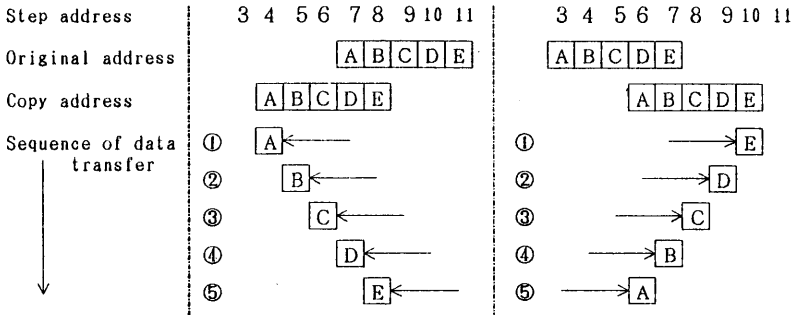 Step address 3 4 5 6 7 8 9 10 11 3 4 5 6 7 8 9 10 11
Original address A B C D E A B C D E
Copy address A B C D E A B C D E
Sequence of data transfer ① A ① E
② B ② D
③ C ③ C
④ D ④ B
⑤ E ⑤ A